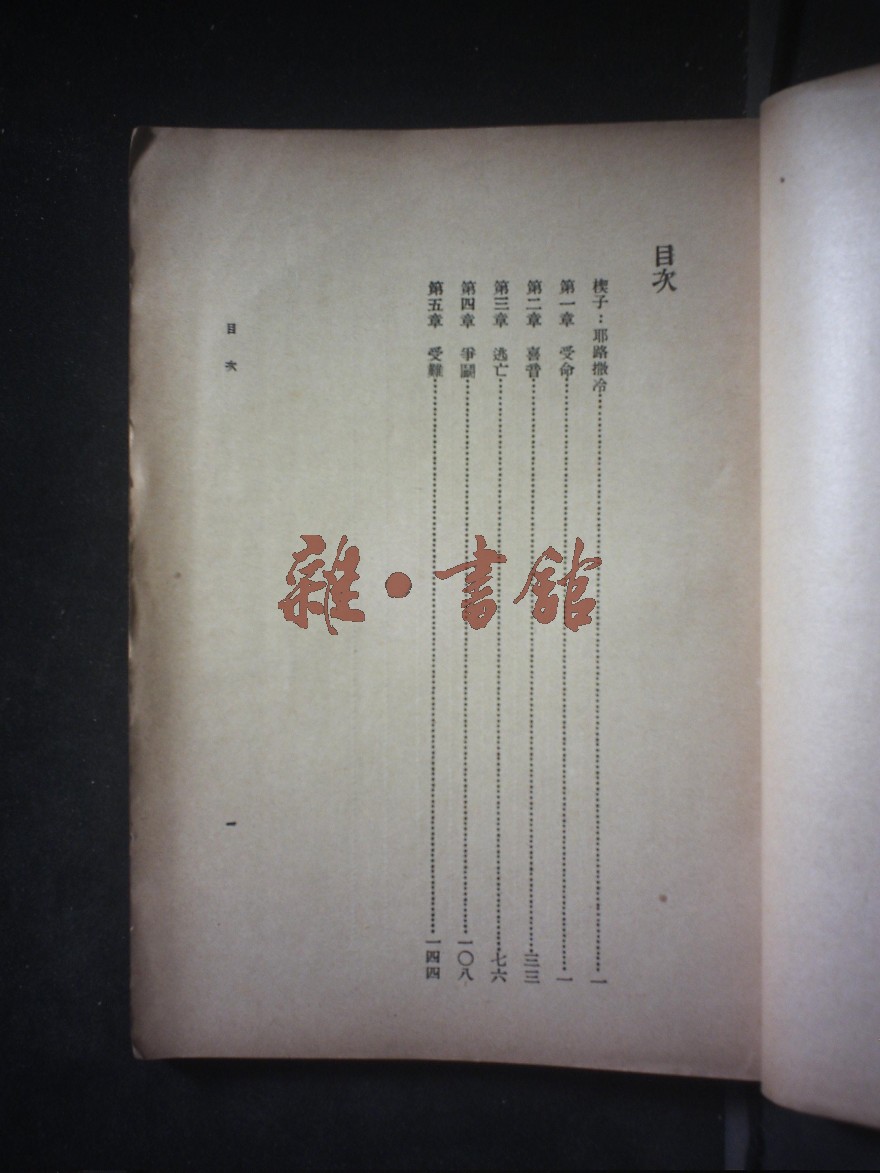 目次
楔子：耶路撒冷⋯⋯⋯⋯⋯⋯⋯⋯⋯⋯一
第一章　受命⋯⋯⋯⋯⋯⋯⋯⋯⋯⋯一
第二章　喜音⋯⋯⋯⋯⋯⋯⋯⋯⋯⋯三三
第三章　逃亡⋯⋯⋯⋯⋯⋯⋯⋯⋯⋯七六
第四章　爭鬭⋯⋯⋯⋯⋯⋯⋯⋯⋯⋯一〇八
第五章　受難⋯⋯⋯⋯⋯⋯⋯⋯⋯⋯一四四
目次
一
雜・書館